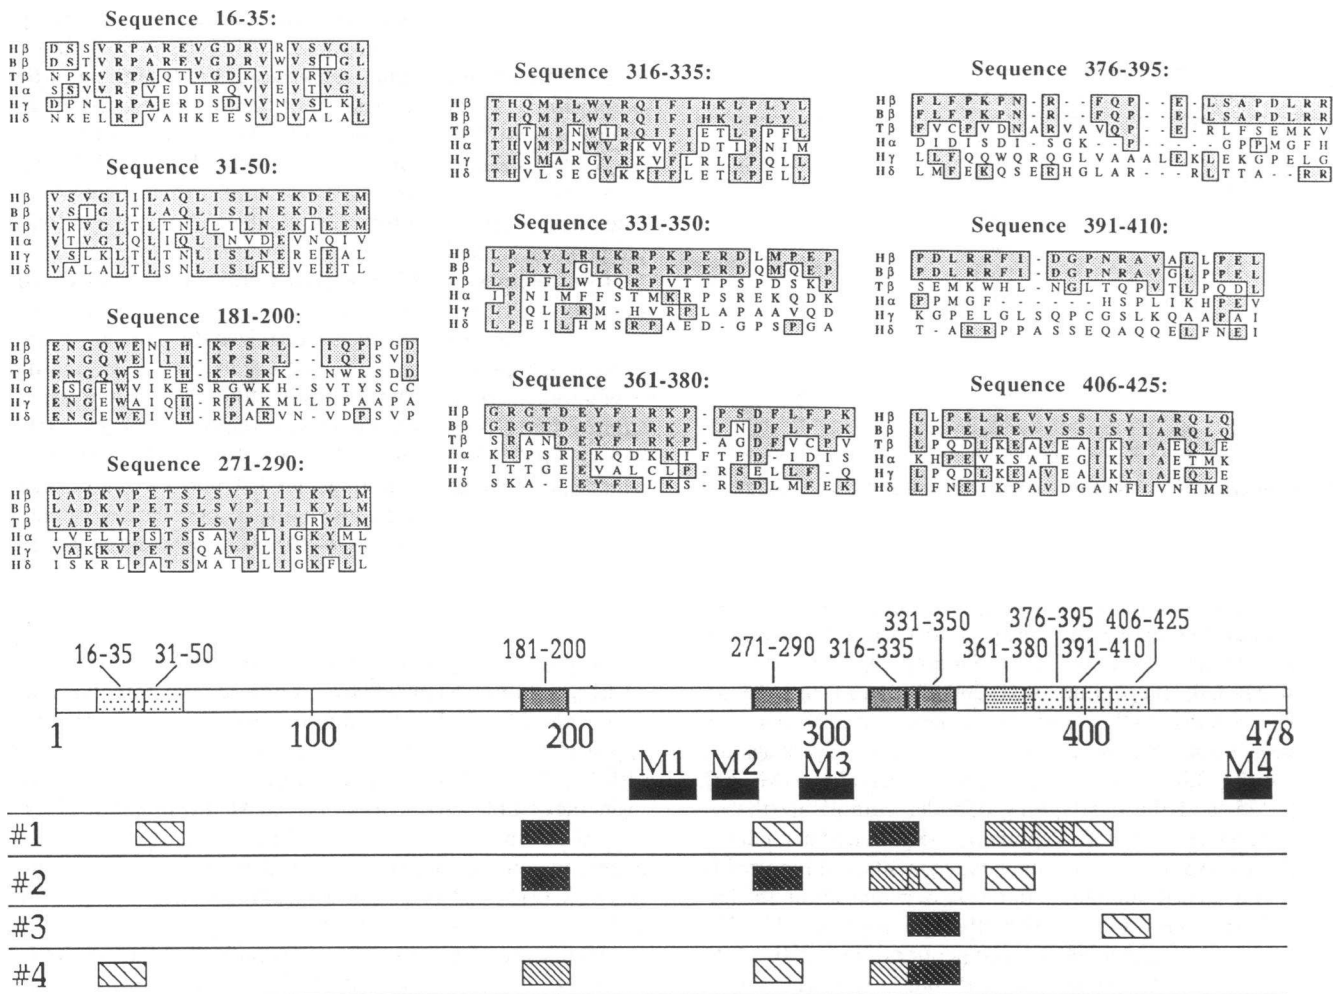 Sequence 16-35:
Hβ D S S V R P A R E V G D R V R V S V G L
Bβ D S T V R P A R E V G D R V W V S I G L
Tβ N P K V R P A Q T V G D K V T V R V G L
Hα S S V V R P V E D H R Q V V E V T V G L
Hγ D P N L R P A E R D S D V V N V S L K L
Hδ N K E L R P V A H K E E S V D V A L A L
Sequence 31-50:
Hβ V S V G L I L A Q L I S L N E K D E E M
Bβ V S I G L T L A Q L I S L N E K D E E M
Tβ V R V G L T L T N L L I L N E K I E E M
Hα V T V G L Q L I Q L I N V D E V N Q I V
Hγ V S L K L T L T N L I S L N E R E E A L
Hδ V A L A L T L S N L I S L K E V E E T L
Sequence 181-200:
Hβ E N G Q W E N I H - K P S R L - - I Q P P G D
Bβ E N G Q W E I I H - K P S R L - - I Q P S V D
Tβ E N G Q W S I E H - K P S R K - - N W R S D D
Hα E S G E W V I K E S R G W K H - S V T Y S C C
Hγ E N G E W A I Q H - R P A K M L L D P A A P A
Hδ E N G E W E I V H - R P A R V N - V D P S V P
Sequence 271-290:
Hβ L A D K V P E T S L S V P I I I K Y L M
Bβ L A D K V P E T S L S V P I I I K Y L M
Tβ L A D K V P E T S L S V P I I I R Y L M
Hα I V E L I P S T S S A V P L I G K Y M L
Hγ V A K K V P E T S Q A V P L I S K Y L T
Hδ I S K R L P A T S M A I P L I G K F L L
Sequence 316-335:
Hβ T H Q M P L W V R Q I F I H K L P L Y L
Bβ T H Q M P L W V R Q I F I H K L P L Y L
Tβ T H T M P N W I R Q I F I E T L P P F L
Hα T H V M P N W V R K V F I D T I P N I M
Hγ T H S M A R G V R K V F L R L L P Q L L
Hδ T H V L S E G V K K I F L E T L P E L L
Sequence 331-350:
Hβ L P L Y L R L K R P K P E R D L M P E P
Bβ L P L Y L G L K R P K P E R D Q M Q E P
Tβ L P P F L W I Q R P V T T P S P D S K P
Hα I P N I M F F S T M K R P S R E K Q D K
Hγ L P Q L L R M - H V R P L A P A A V Q D
Hδ L P E I L H M S R P A E D - G P S P G A
Sequence 361-380:
Hβ G R G T D E Y F I R K P - P S D F L F P K
Bβ G R G T D E Y F I R K P - P N D F L F P K
Tβ S R A N D E Y F I R K P - A G D F V C P V
Hα K R P S R E K Q D K K I F T E D - I D I S
Hγ I T T G E E V A L C L P - R S E L L F - Q
Hδ S K A - E E Y F I L K S - R S D L M F E K
Sequence 376-395:
Hβ F L F P K P N - R - - F Q P - - E - L S A P D L R R
Bβ F L F P K P N - R - - F Q P - - E - L S A P D L R R
Tβ F V C P V D N A R V A V Q P - - E - R L F S E M K V
Hα D I D I S D I - S G K - - P - - - - - G P P M G F H
Hγ L L F Q Q W Q R Q G L V A A A L E K L E K G P E L G
Hδ L M F E K Q S E R H G L A R - - - R L T T A - - R R
Sequence 391-410:
Hβ P D L R R F I - D G P N R A V A L L P E L
Bβ P D L R R F I - D G P N R A V G L P P E L
Tβ S E M K W H L - N G L T Q P V T L P Q D L
Hα P P M G F - - - - - H S P L I K H P E V
Hγ K G P E L G L S Q P C G S L K Q A A P A I
Hδ T - A R R P P A S S E Q A Q Q E L F N E I
Sequence 406-425:
Hβ L L P E L R E V V S S I S Y I A R Q L Q
Bβ L P P E L R E V V S S I S Y I A R Q L Q
Tβ L P Q D L K E A V E A I K Y I A E Q L E
Hα K H P E V K S A I E G I K Y I A E T M K
Hγ L P Q D L K E A V E A I K Y I A E Q L E
Hδ L F N E I K P A V D G A N F I V N H M R
16-35 31-50 181-200 271-290 316-335 331-350 361-380 376-395 391-410 406-425
1 100 200 300 400 478
M1 M2 M3 M4
#1
#2
#3
#4